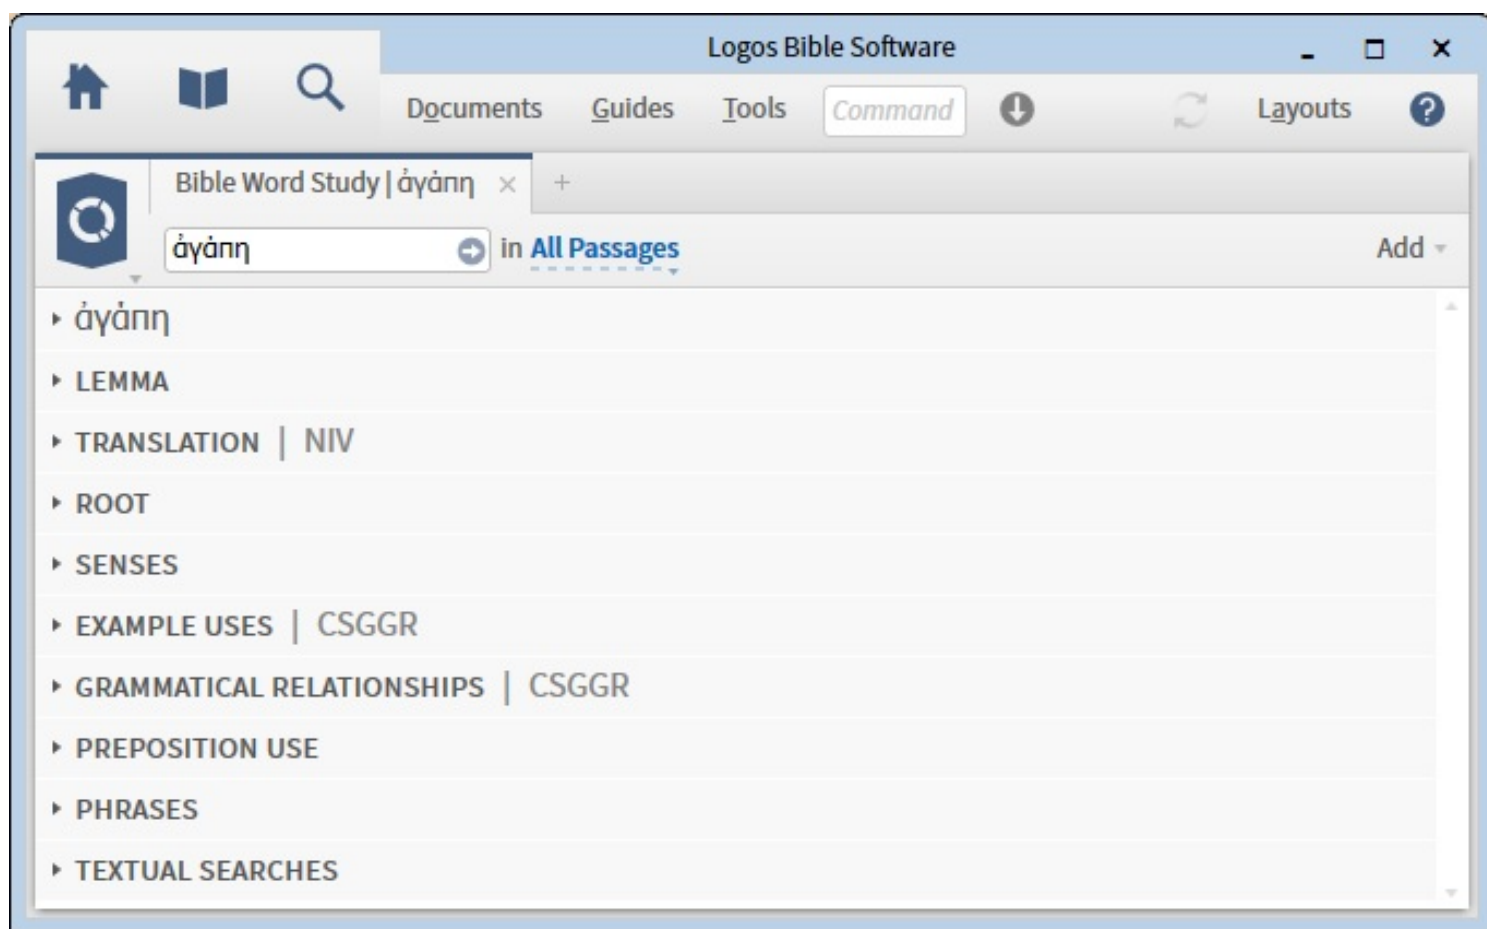 Logos Bible Software
Documents Guides Tools Command Layouts ?
Bible Word Study | ἀγάπη × +
ἀγάπη in All Passages Add
ἀγάπη
LEMMA
TRANSLATION | NIV
ROOT
SENSES
EXAMPLE USES | CSGGR
GRAMMATICAL RELATIONSHIPS | CSGGR
PREPOSITION USE
PHRASES
TEXTUAL SEARCHES